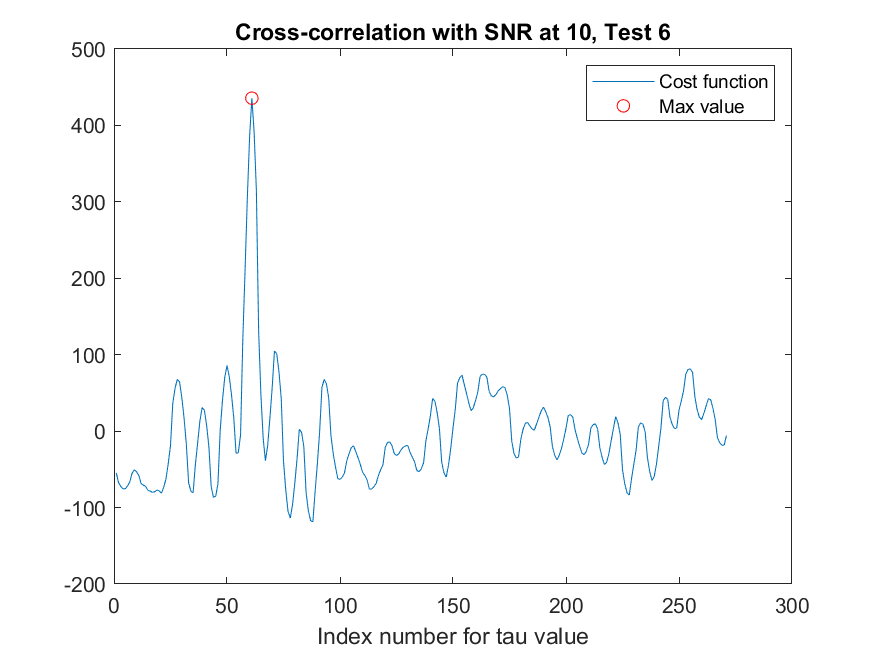 Cross-correlation with SNR at 10, Test 6
Cost function
Max value
500
400
300
200
100
0
-100
-200
0 50 100 150 200 250 300
Index number for tau value